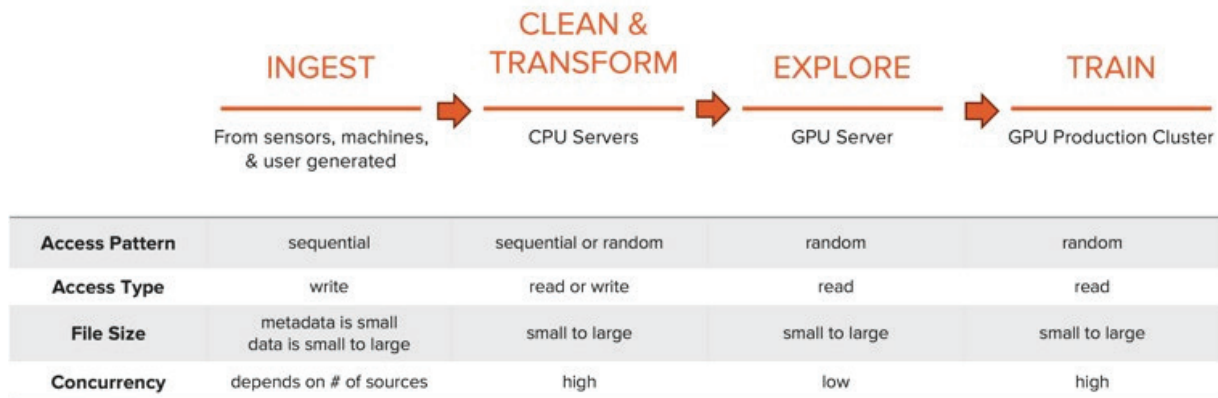 INGEST
CLEAN &
TRANSFORM
EXPLORE
TRAIN
From sensors, machines,
& user generated
CPU Servers
GPU Server
GPU Production Cluster
Access Pattern sequential sequential or random random random
Access Type write read or write read read
File Size metadata is small
data is small to large small to large small to large small to large
Concurrency depends on # of sources high low high